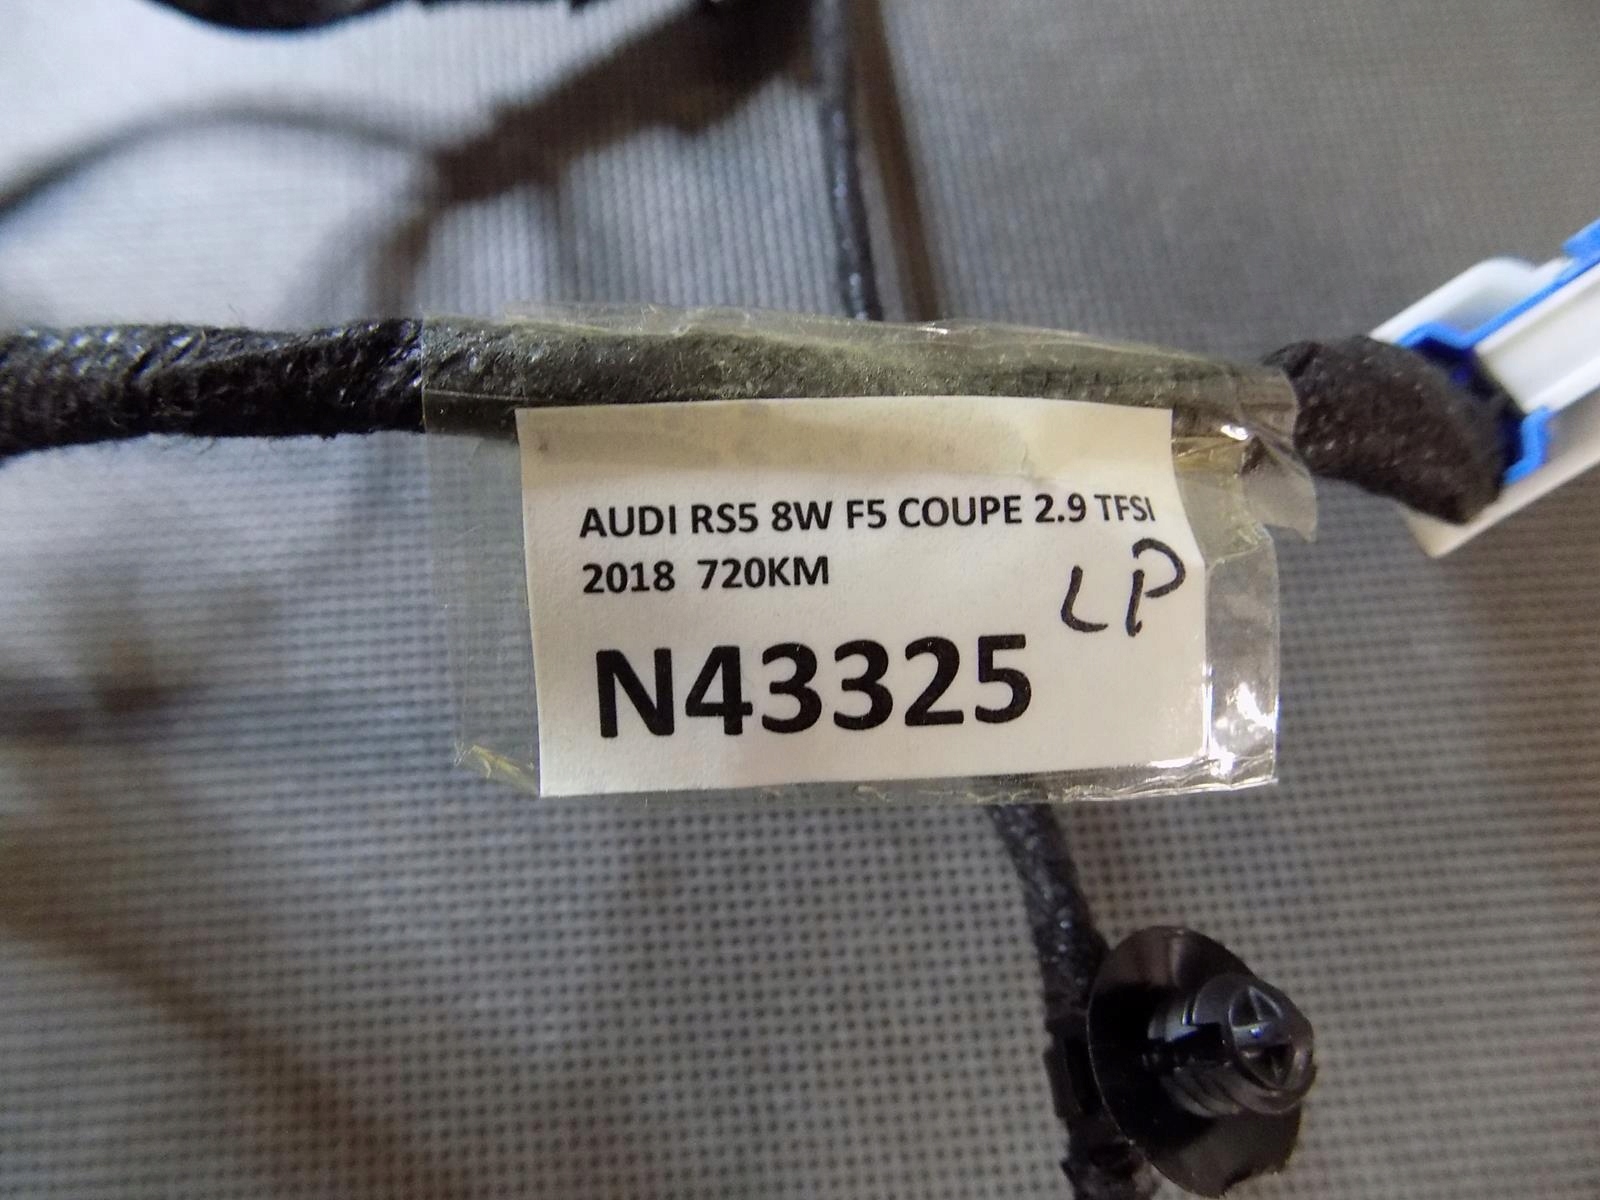 AUDI RS5 8W F5 COUPE 2.9 TFSI
2018 720KM
LP
N43325